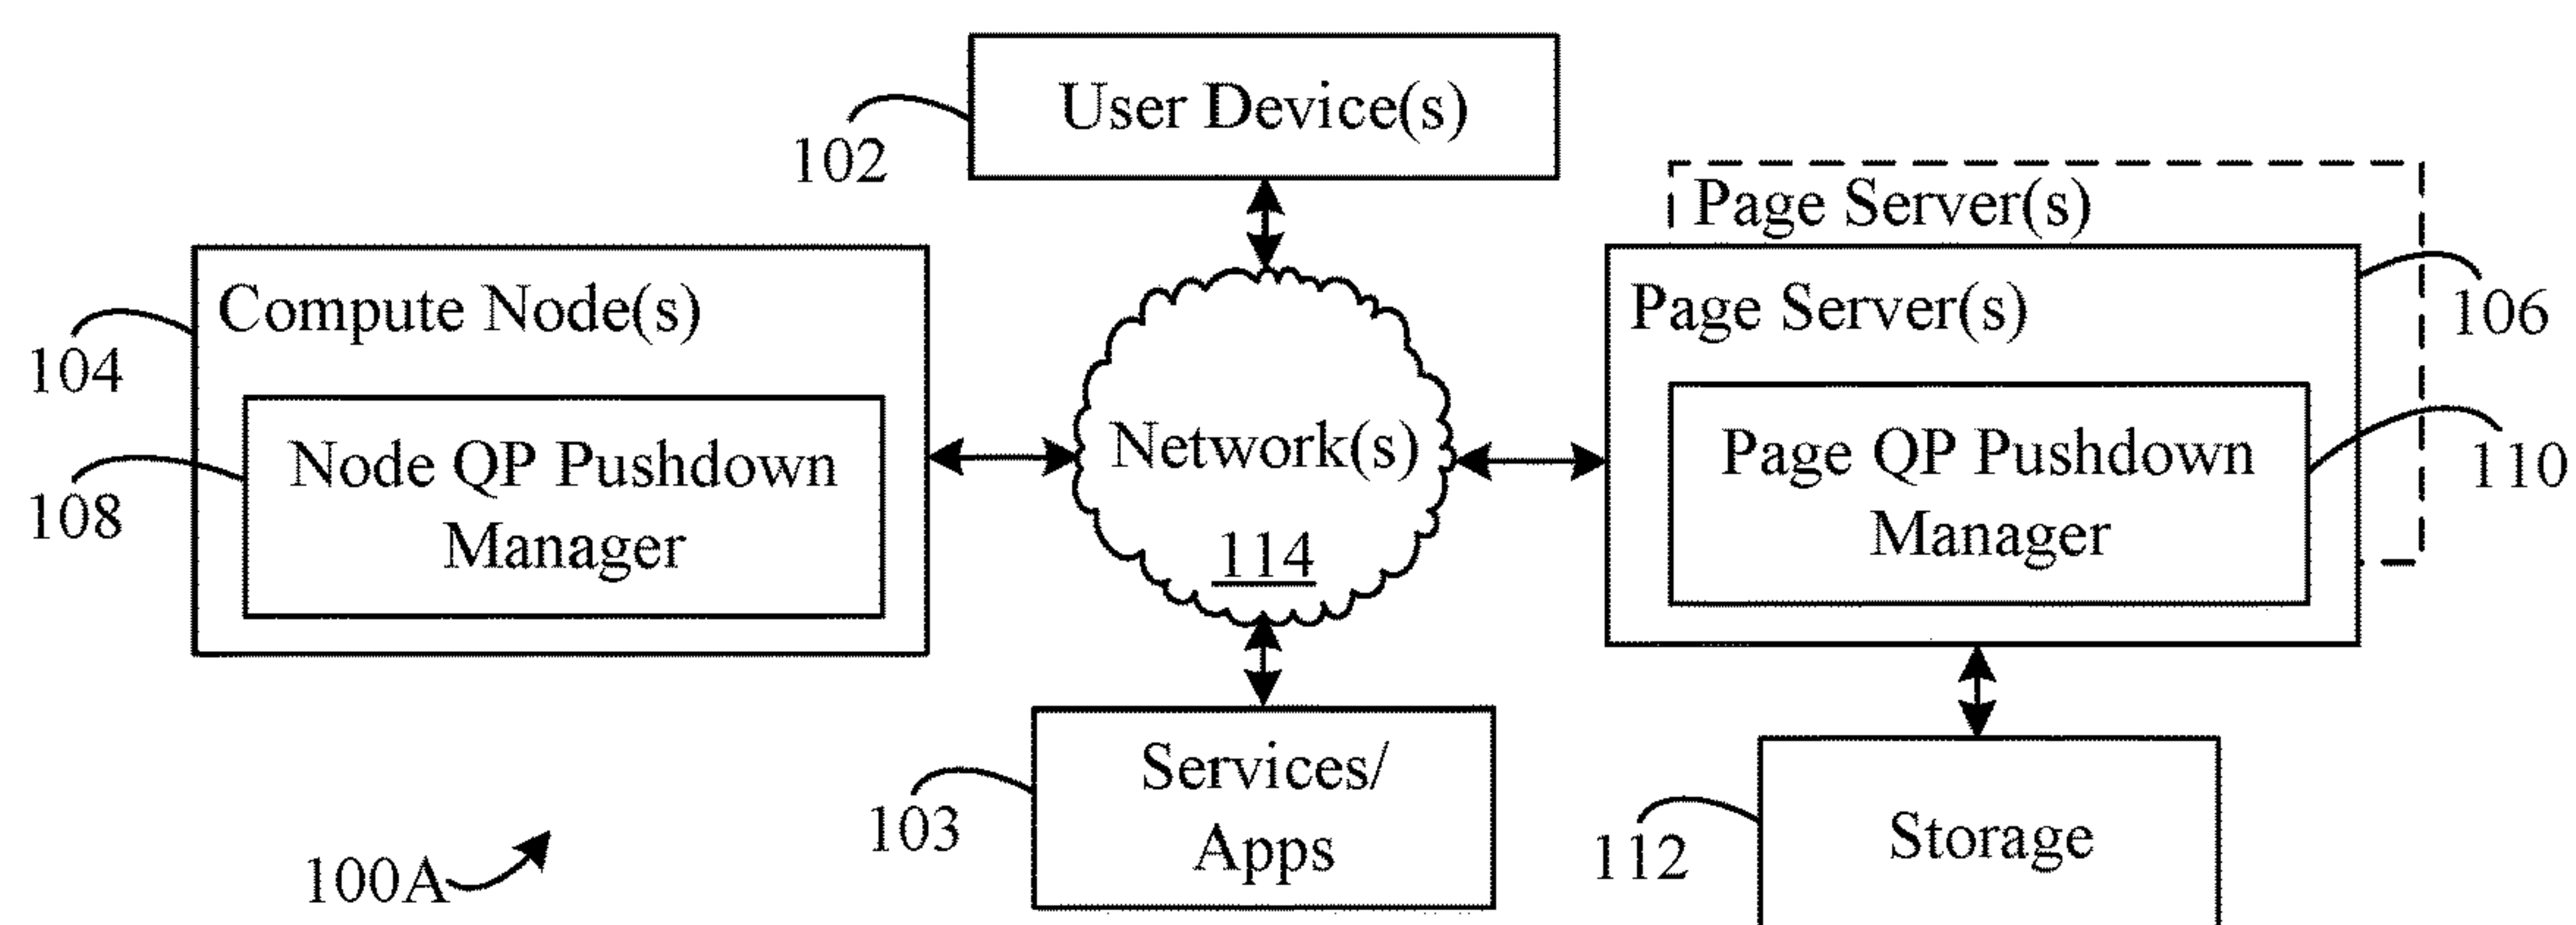 User Device(s)
102
Page Server(s)
Compute Node(s)
Page Server(s)
106
104
Node QP Pushdown
Manager
108
Network(s)
114
Page QP Pushdown
Manager
110
Services/
Apps
103
Storage
112
100A